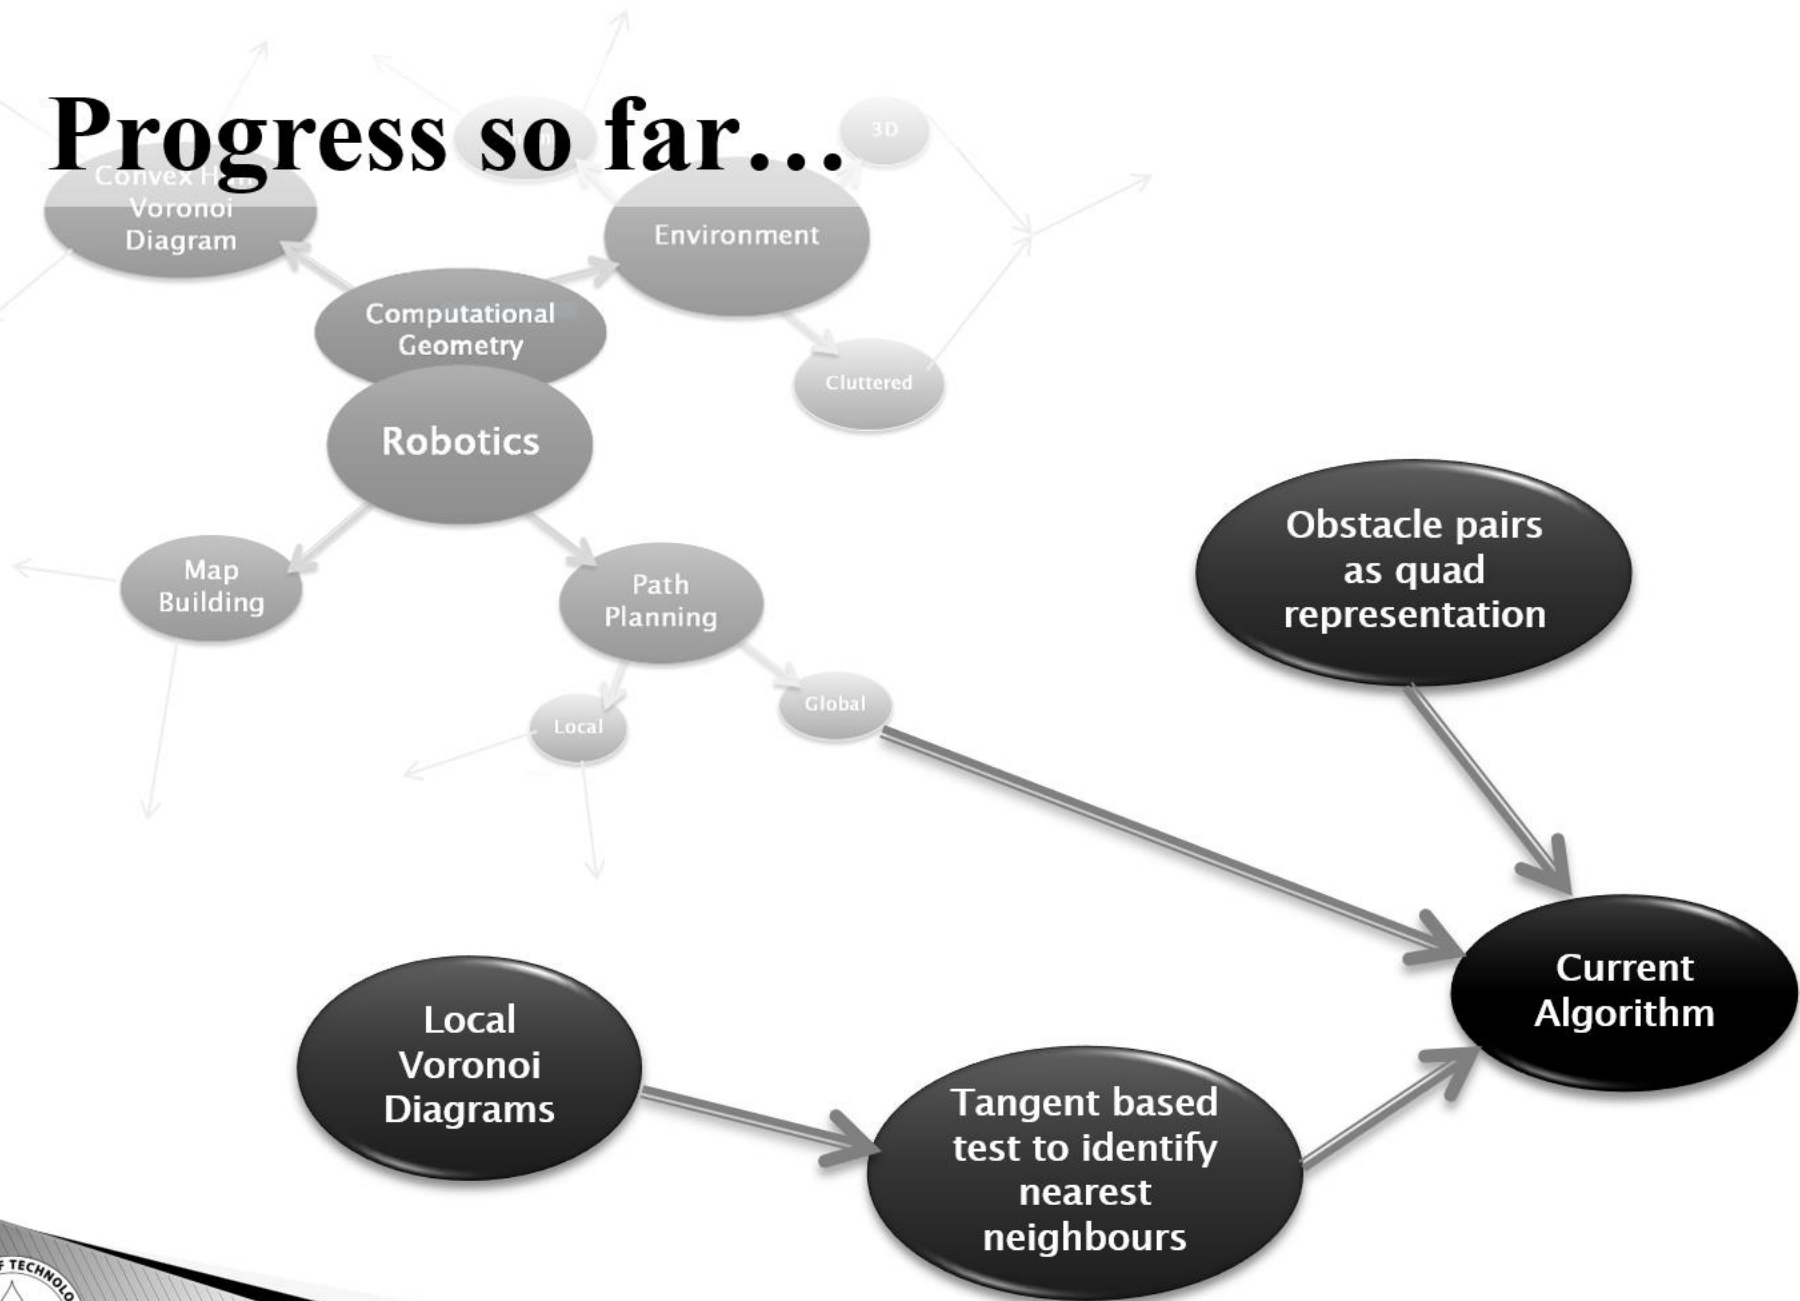 Progress so far...
3D
Convex
Voronoi
Diagram
Environment
Computational
Geometry
Cluttered
Robotics
Map
Building
Path
Planning
Local
Global
Obstacle pairs
as quad
representation
Current
Algorithm
Local
Voronoi
Diagrams
Tangent based
test to identify
nearest
neighbours